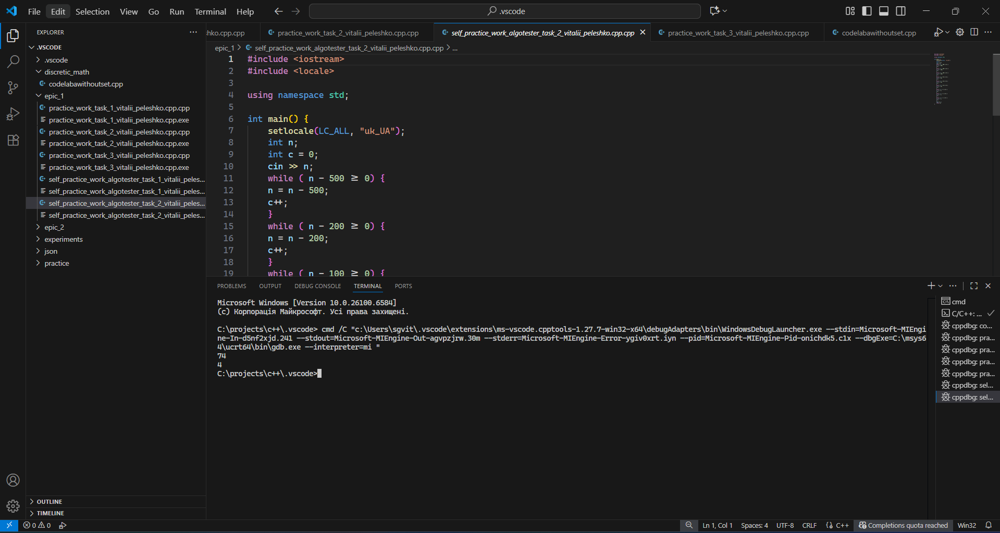 File Edit Selection View Go Run Terminal Help
.vscode
EXPLORER
.VSCODE
.vscode
discretic_math
codelabawithoutset.cpp
epic_1
practice_work_task_1_vitalii_peleshko.cpp.cpp
practice_work_task_1_vitalii_peleshko.cpp.exe
practice_work_task_2_vitalii_peleshko.cpp.cpp
practice_work_task_2_vitalii_peleshko.cpp.exe
practice_work_task_3_vitalii_peleshko.cpp.cpp
practice_work_task_3_vitalii_peleshko.cpp.exe
self_practice_work_algotester_task_1_vitalii_peles...
self_practice_work_algotester_task_1_vitalii_peles...
self_practice_work_algotester_task_2_vitalii_peles...
self_practice_work_algotester_task_2_vitalii_peles...
epic_2
experiments
json
practice
OUTLINE
TIMELINE
hko.cpp.cpp practice_work_task_2_vitalii_peleshko.cpp.cpp self_practice_work_algotester_task_2_vitalii_peleshko.cpp.cpp practice_work_task_3_vitalii_peleshko.cpp.cpp codelabawithoutset.cpp
epic_1 > self_practice_work_algotester_task_2_vitalii_peleshko.cpp.cpp > ...
1 #include <iostream>
2 #include <locale>
3
4 using namespace std;
5
6 int main() {
7 setlocale(LC_ALL, "uk_UA");
8 int n;
9 int c = 0;
10 cin >> n;
11 while ( n - 500 ≥ 0) {
12 n = n - 500;
13 c++;
14 }
15 while ( n - 200 ≥ 0) {
16 n = n - 200;
17 c++;
18 }
19 while ( n - 100 ≥ 0) {
PROBLEMS OUTPUT DEBUG CONSOLE TERMINAL PORTS
Microsoft Windows [Version 10.0.26100.6584]
(c) Корпорація Майкрософт. Усі права захищені.
C:\projects\c++\.vscode> cmd /C "c:\Users\sgvit\.vscode\extensions\ms-vscode.cpptools-1.27.7-win32-x64\debugAdapters\bin\WindowsDebugLauncher.exe --stdin=Microsoft-MIEngi
ne-In-d5nf2xjd.241 --stdout=Microsoft-MIEngine-Out-agvpzjrw.30m --stderr=Microsoft-MIEngine-Error-ygiv0xrt.iyn --pid=Microsoft-MIEngine-Pid-onichdk5.c1x --dbgExe=C:\msys6
4\ucrt64\bin\gdb.exe --interpreter=mi "
74
4
C:\projects\c++\.vscode>
cmd
C/C++: ...
cppdbg: co...
cppdbg: pra...
cppdbg: pra...
cppdbg: pra...
cppdbg: pra...
cppdbg: sel...
cppdbg: sel...
0 0 Ln 1, Col 1 Spaces: 4 UTF-8 CRLF {} C++ Completions quota reached Win32